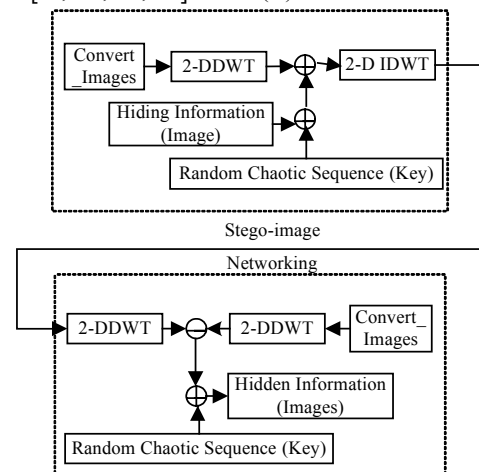 Convert
_Images
2-DDWT
2-D IDWT
Hiding Information
(Image)
Random Chaotic Sequence (Key)
Stego-image
Networking
2-DDWT
2-DDWT
Convert_
Images
Hidden Information
(Images)
Random Chaotic Sequence (Key)